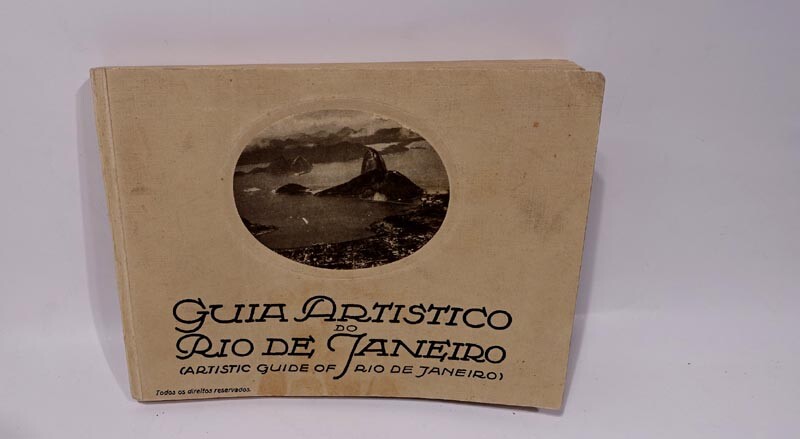 GUIA ARTISTICO
DO
RIO DE JANEIRO
(ARTISTIC GUIDE OF RIO DE JANEIRO)
Todos os direitos reservados.